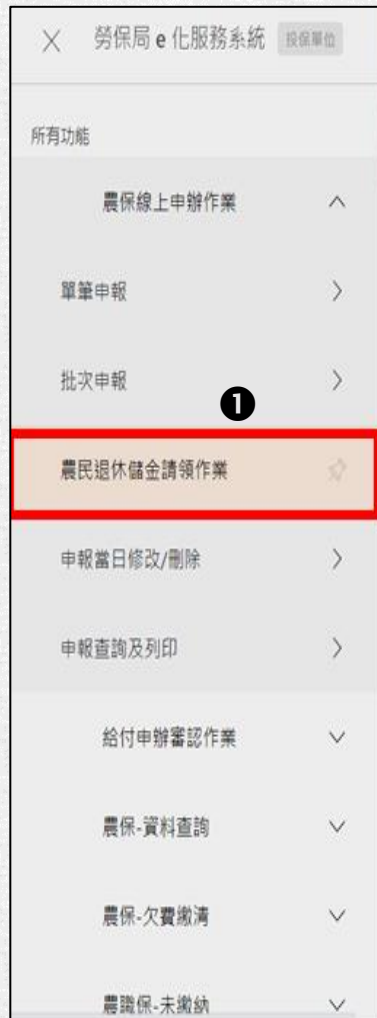 勞保局 e 化服務系統 投保單位
所有功能
農保線上申辦作業
單筆申報
批次申報
❶
農民退休儲金請領作業
申報當日修改/刪除
申報查詢及列印
給付申辦審認作業
農保-資料查詢
農保-欠費繳清
農職保-未繳納